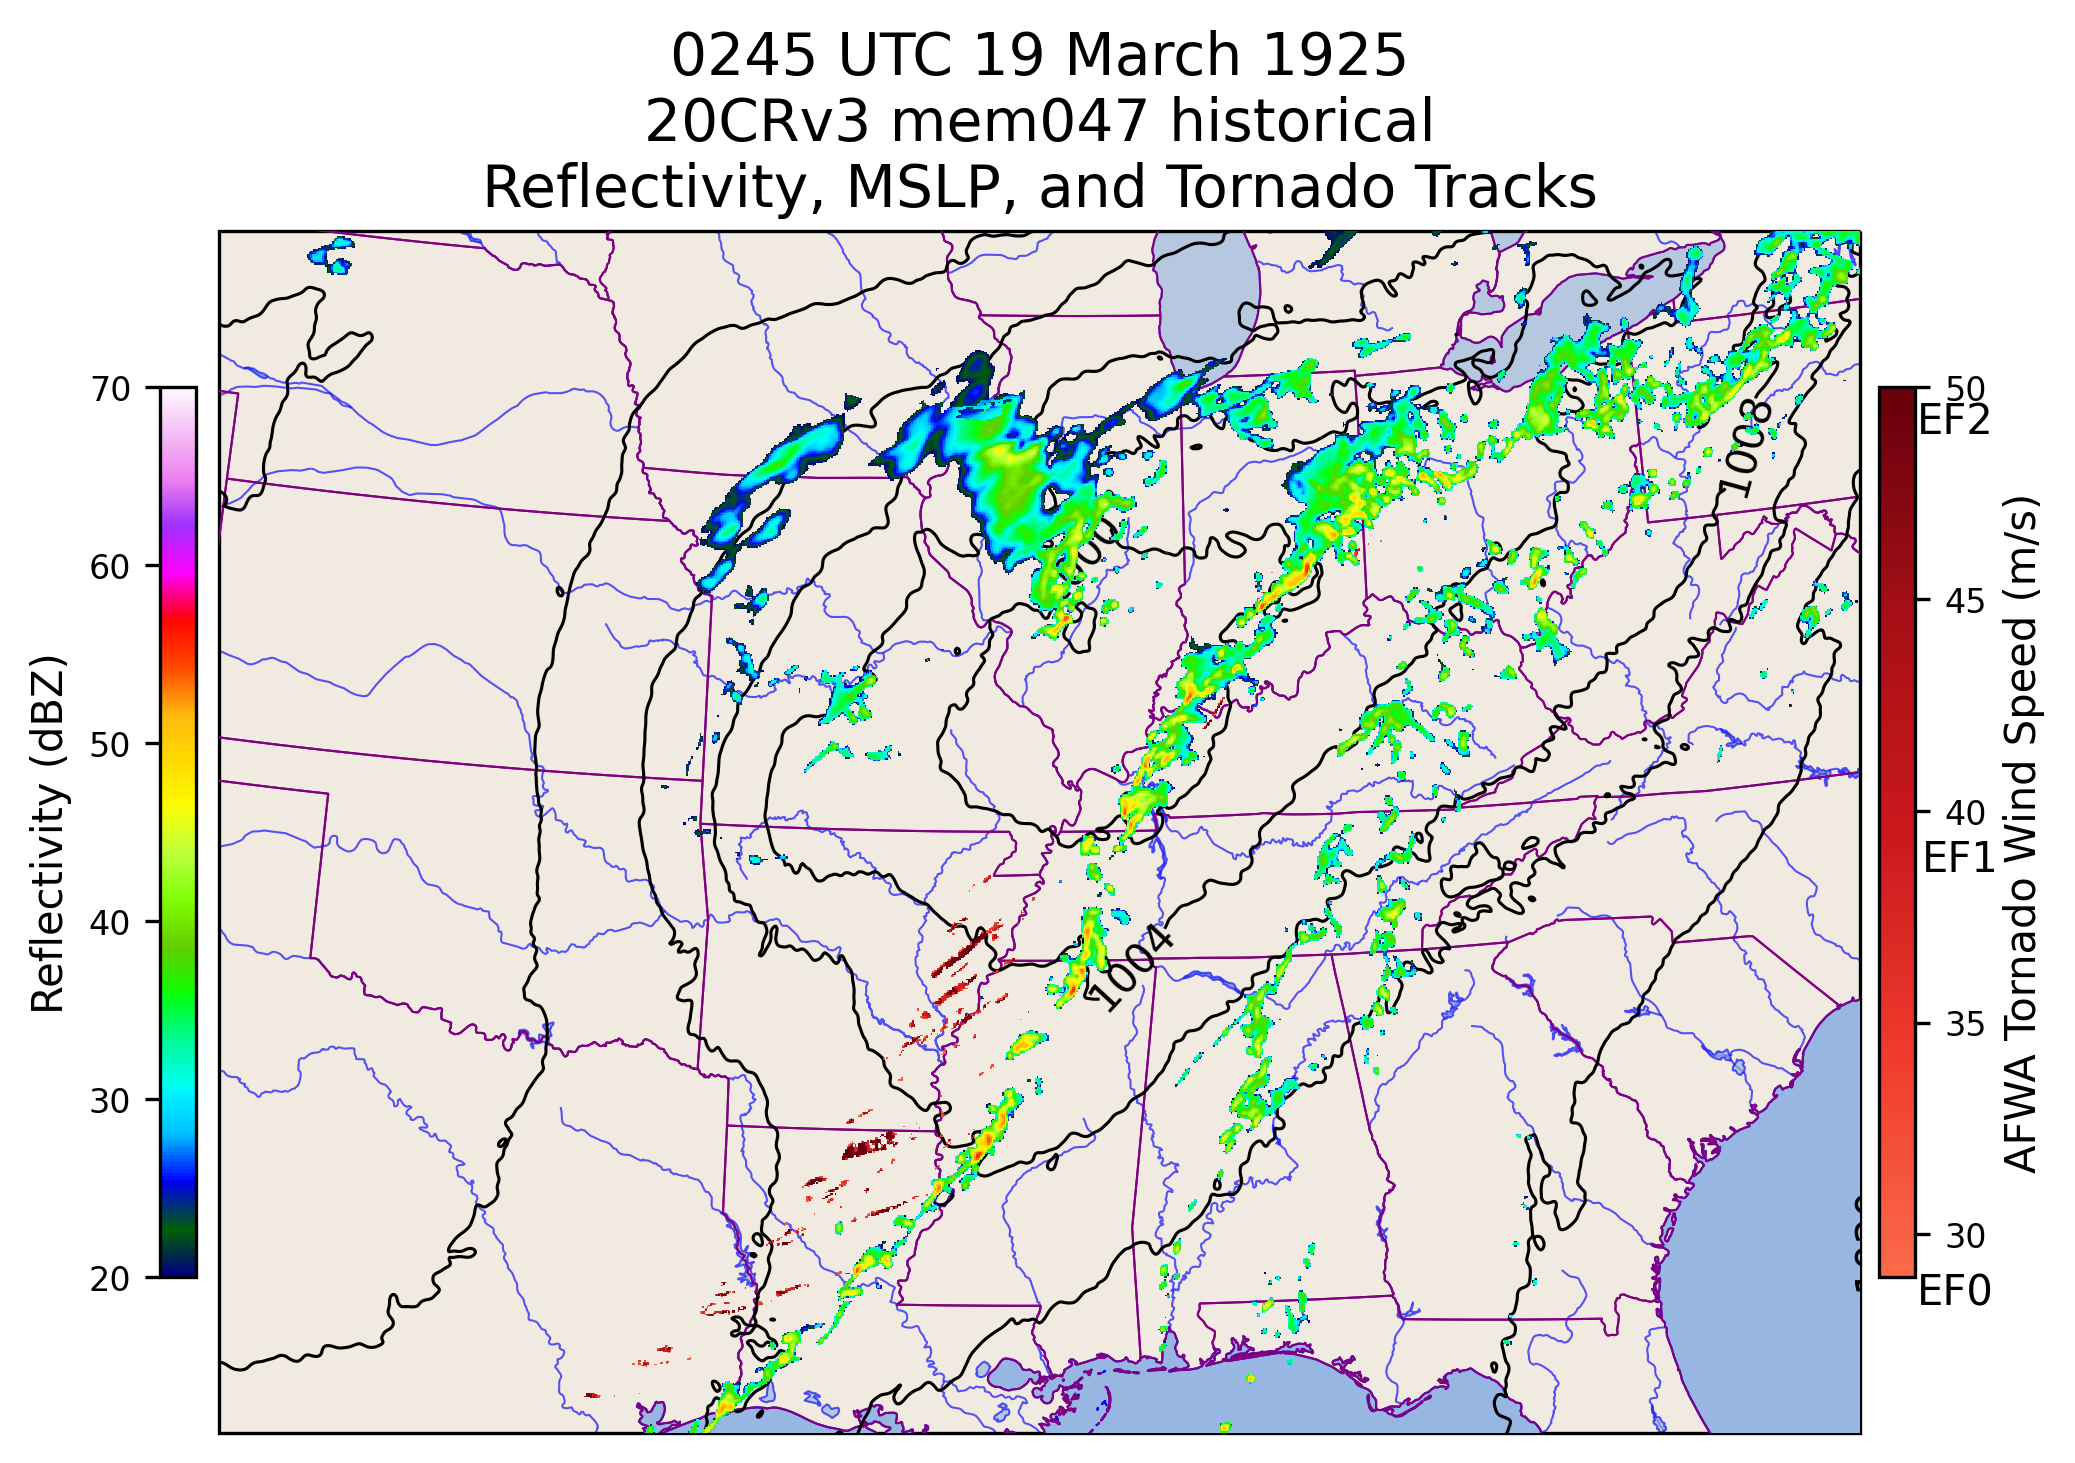 0245 UTC 19 March 1925
20CRv3 mem047 historical
Reflectivity, MSLP, and Tornado Tracks
Reflectivity (dBZ)
70
60
50
40
30
20
1008
1004
50
EF2
45
40
EF1
35
30
EF0
AFWA Tornado Wind Speed (m/s)